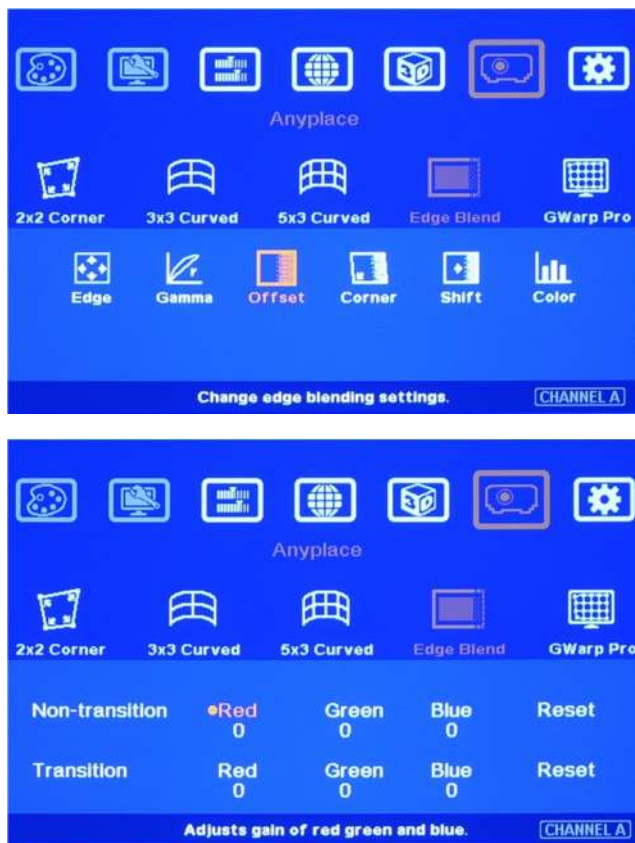 3D
Anyplace
2x2 Corner 3x3 Curved 5x3 Curved Edge Blend GWarp Pro
Edge Gamma Offset Corner Shift Color
Change edge blending settings. CHANNEL A
3D
Anyplace
2x2 Corner 3x3 Curved 5x3 Curved Edge Blend GWarp Pro
Non-transition Red Green Blue Reset
0 0 0
Transition Red Green Blue Reset
0 0 0
Adjusts gain of red green and blue. CHANNEL A